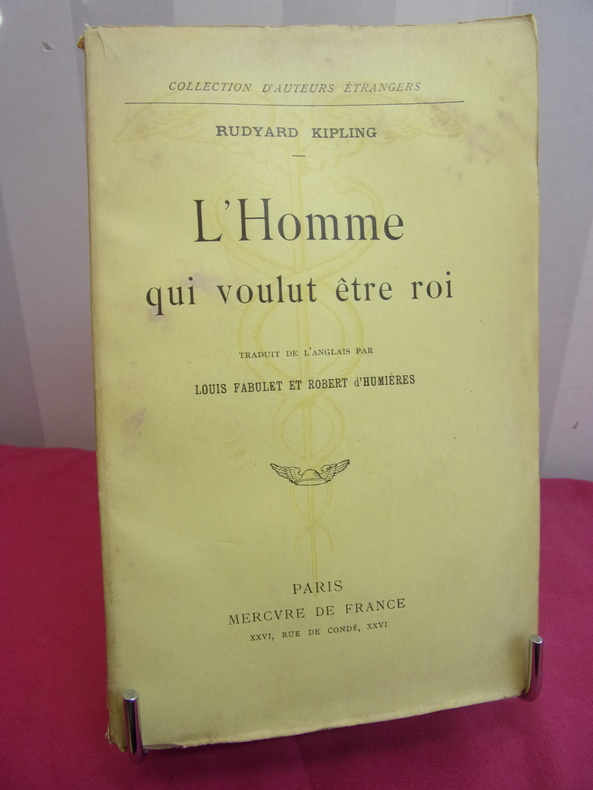 COLLECTION D'AUTEURS ÉTRANGERS
RUDYARD KIPLING
L'Homme
qui voulut être roi
TRADUIT DE L'ANGLAIS PAR
LOUIS FABULET ET ROBERT d'HUMIÈRES
PARIS
MERCVRE DE FRANCE
XXVI, RUE DE CONDÉ, XXVI